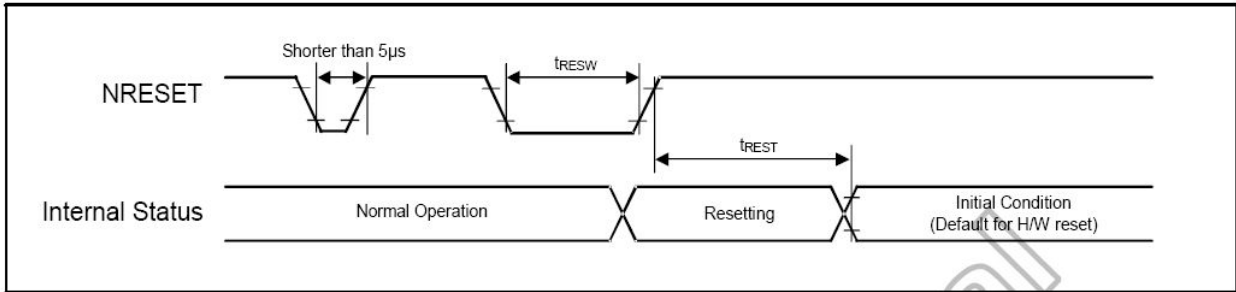 Shorter than 5µs
tRESW
NRESET
tREST
Internal Status
Normal Operation
Resetting
Initial Condition
(Default for H/W reset)